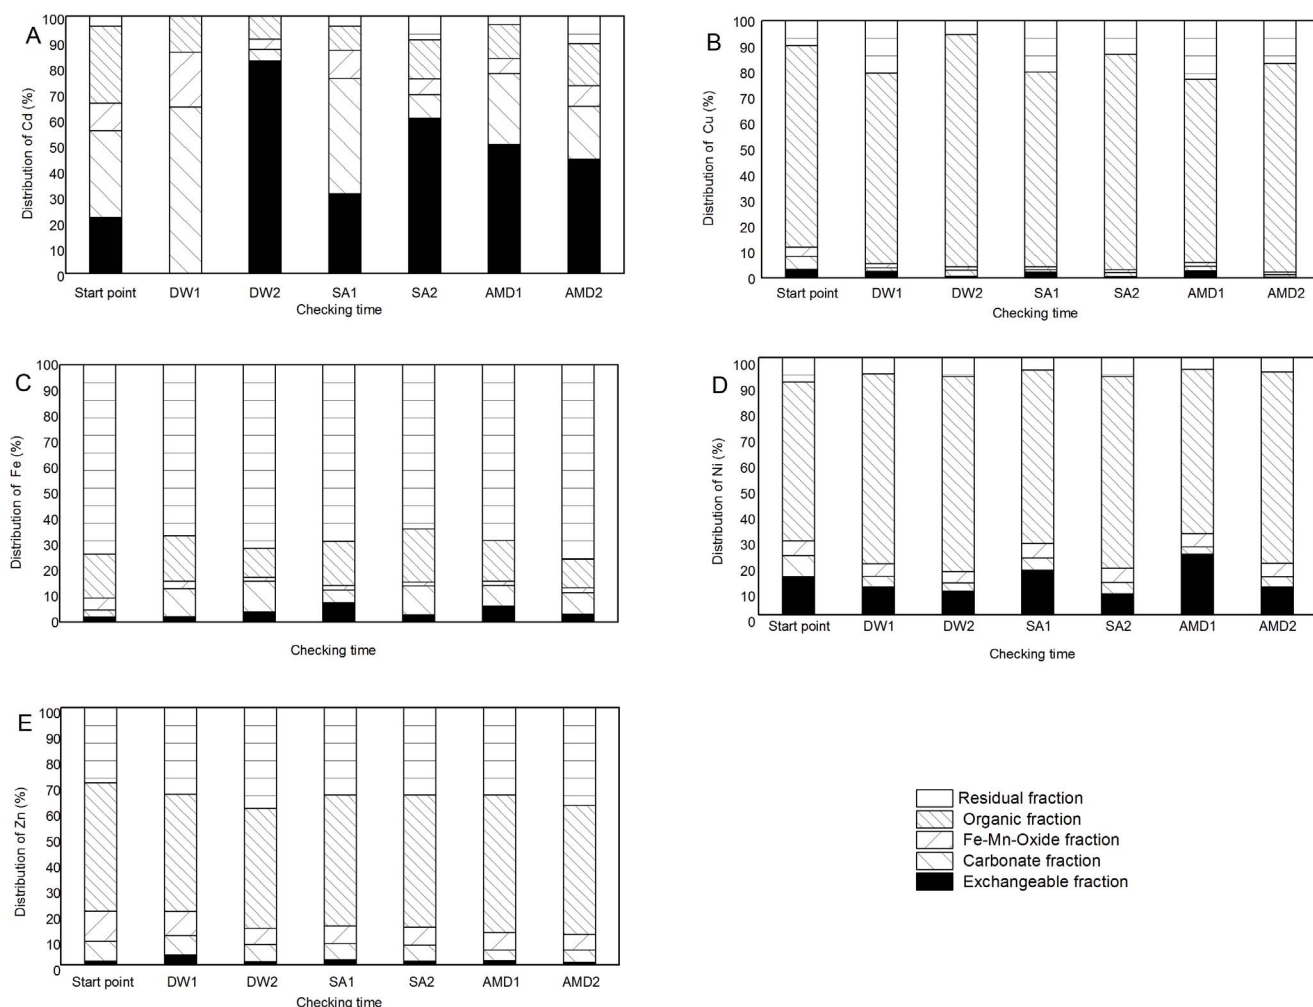 A
Distribution of Cd (%)
100
90
80
70
60
50
40
30
20
10
0
Start point DW1 DW2 SA1 SA2 AMD1 AMD2
Checking time
B
Distribution of Cu (%)
100
90
80
70
60
50
40
30
20
10
0
Start point DW1 DW2 SA1 SA2 AMD1 AMD2
Checking time
C
Distribution of Fe (%)
100
90
80
70
60
50
40
30
20
10
0
Checking time
D
Distribution of Ni (%)
100
90
80
70
60
50
40
30
20
10
0
Start point DW1 DW2 SA1 SA2 AMD1 AMD2
Checking time
E
Distribution of Zn (%)
100
90
80
70
60
50
40
30
20
10
0
Start point DW1 DW2 SA1 SA2 AMD1 AMD2
Checking time
Residual fraction
Organic fraction
Fe-Mn-Oxide fraction
Carbonate fraction
Exchangeable fraction